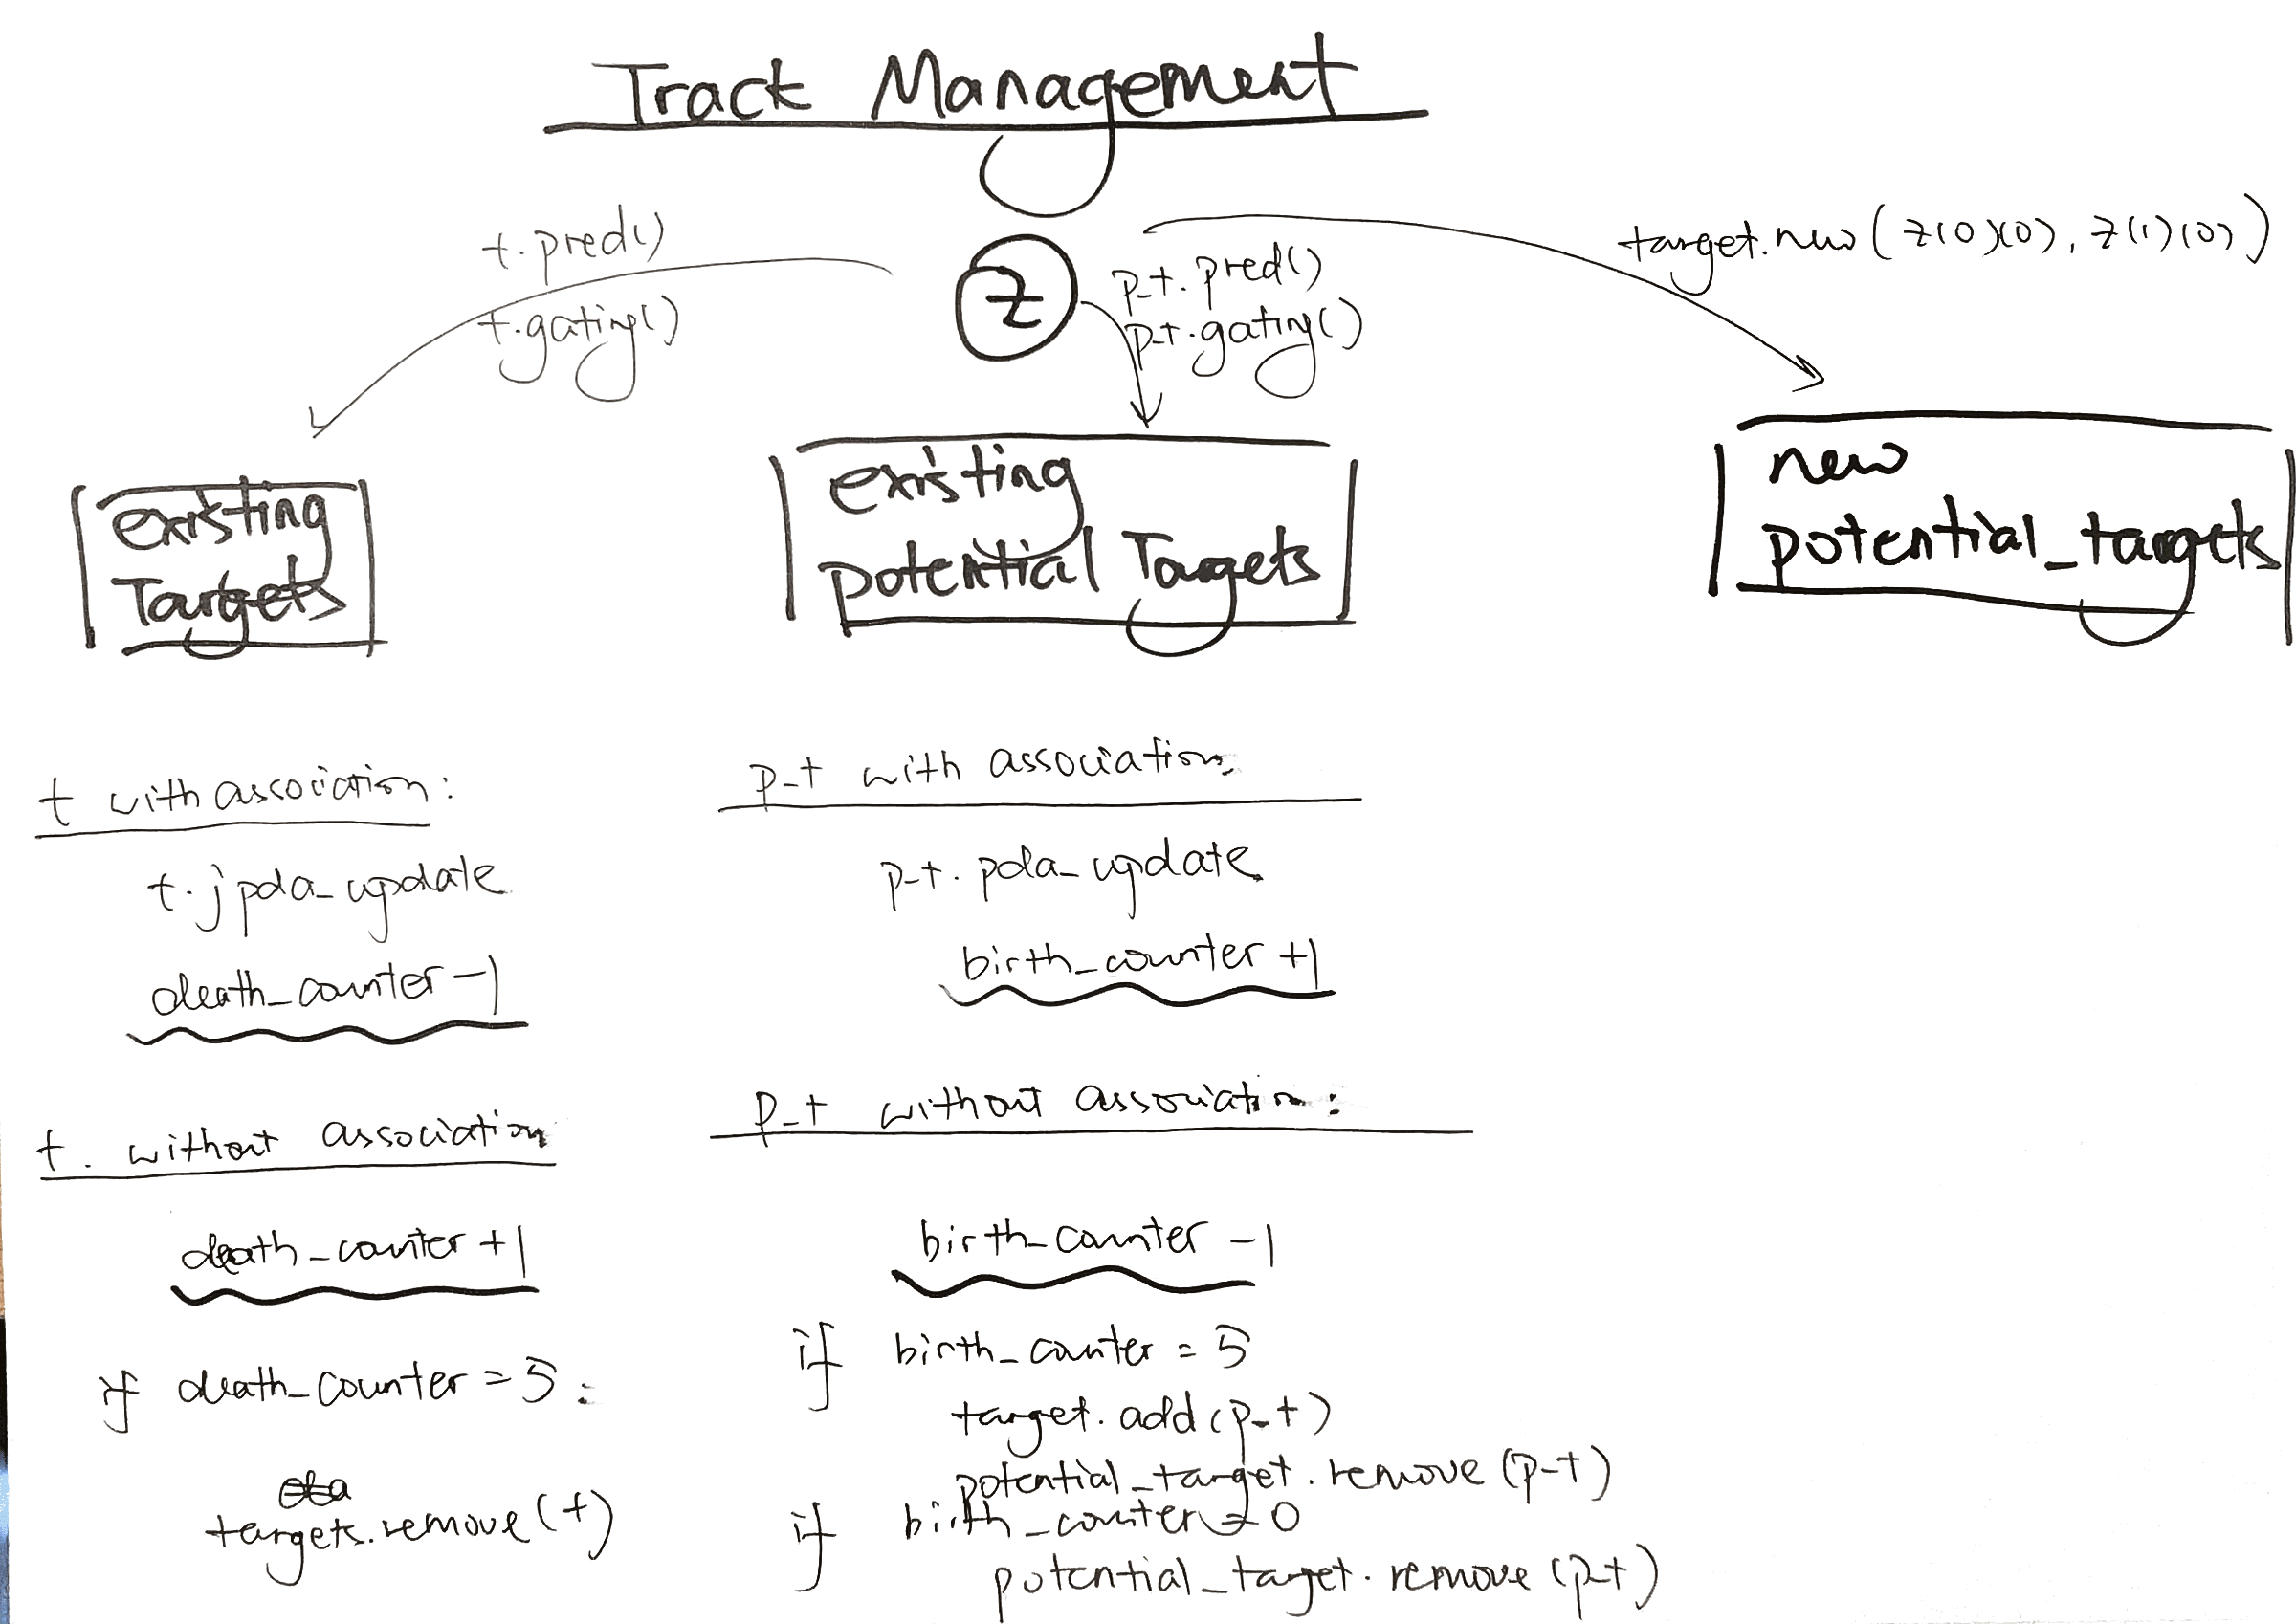 Track Management
t.pred()
t.gating()
z
p_t.pred()
p_t.gating()
target.new(z(0)(0), z(1)(0))
existing
Targets
existing
potential Targets
new
potential_targets
t with association:
t.jpda_update
death_counter -1
t. without association
death_counter +1
if death_counter = 5:
targets.remove(t)
p_t with association:
p_t.pda_update
birth_counter +1
p_t without association:
birth_counter -1
if birth_counter = 5
target.add(p_t)
potential_target.remove(p_t)
if birth_counter = 0
potential_target.remove(p_t)